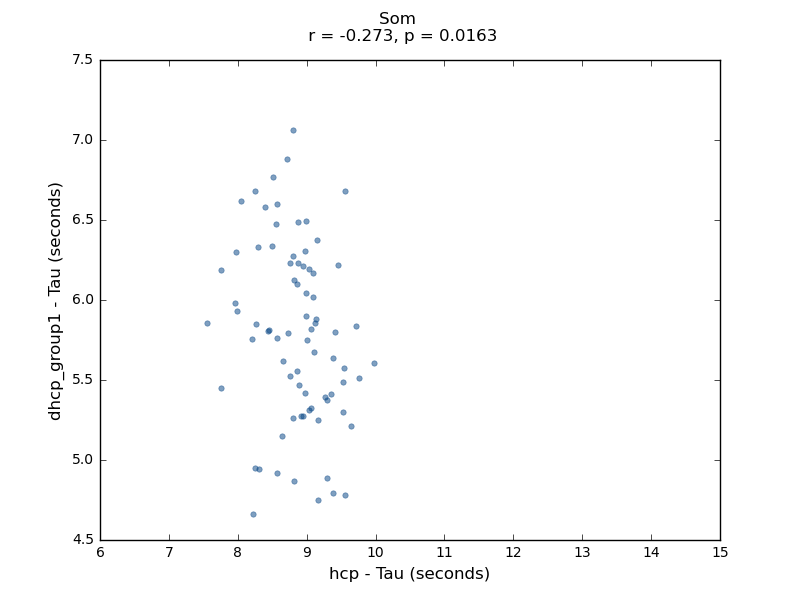 Som
r = -0.273, p = 0.0163
7.5
7.0
6.5
6.0
5.5
5.0
4.5
dhcp_group1 - Tau (seconds)
6 7 8 9 10 11 12 13 14 15
hcp - Tau (seconds)